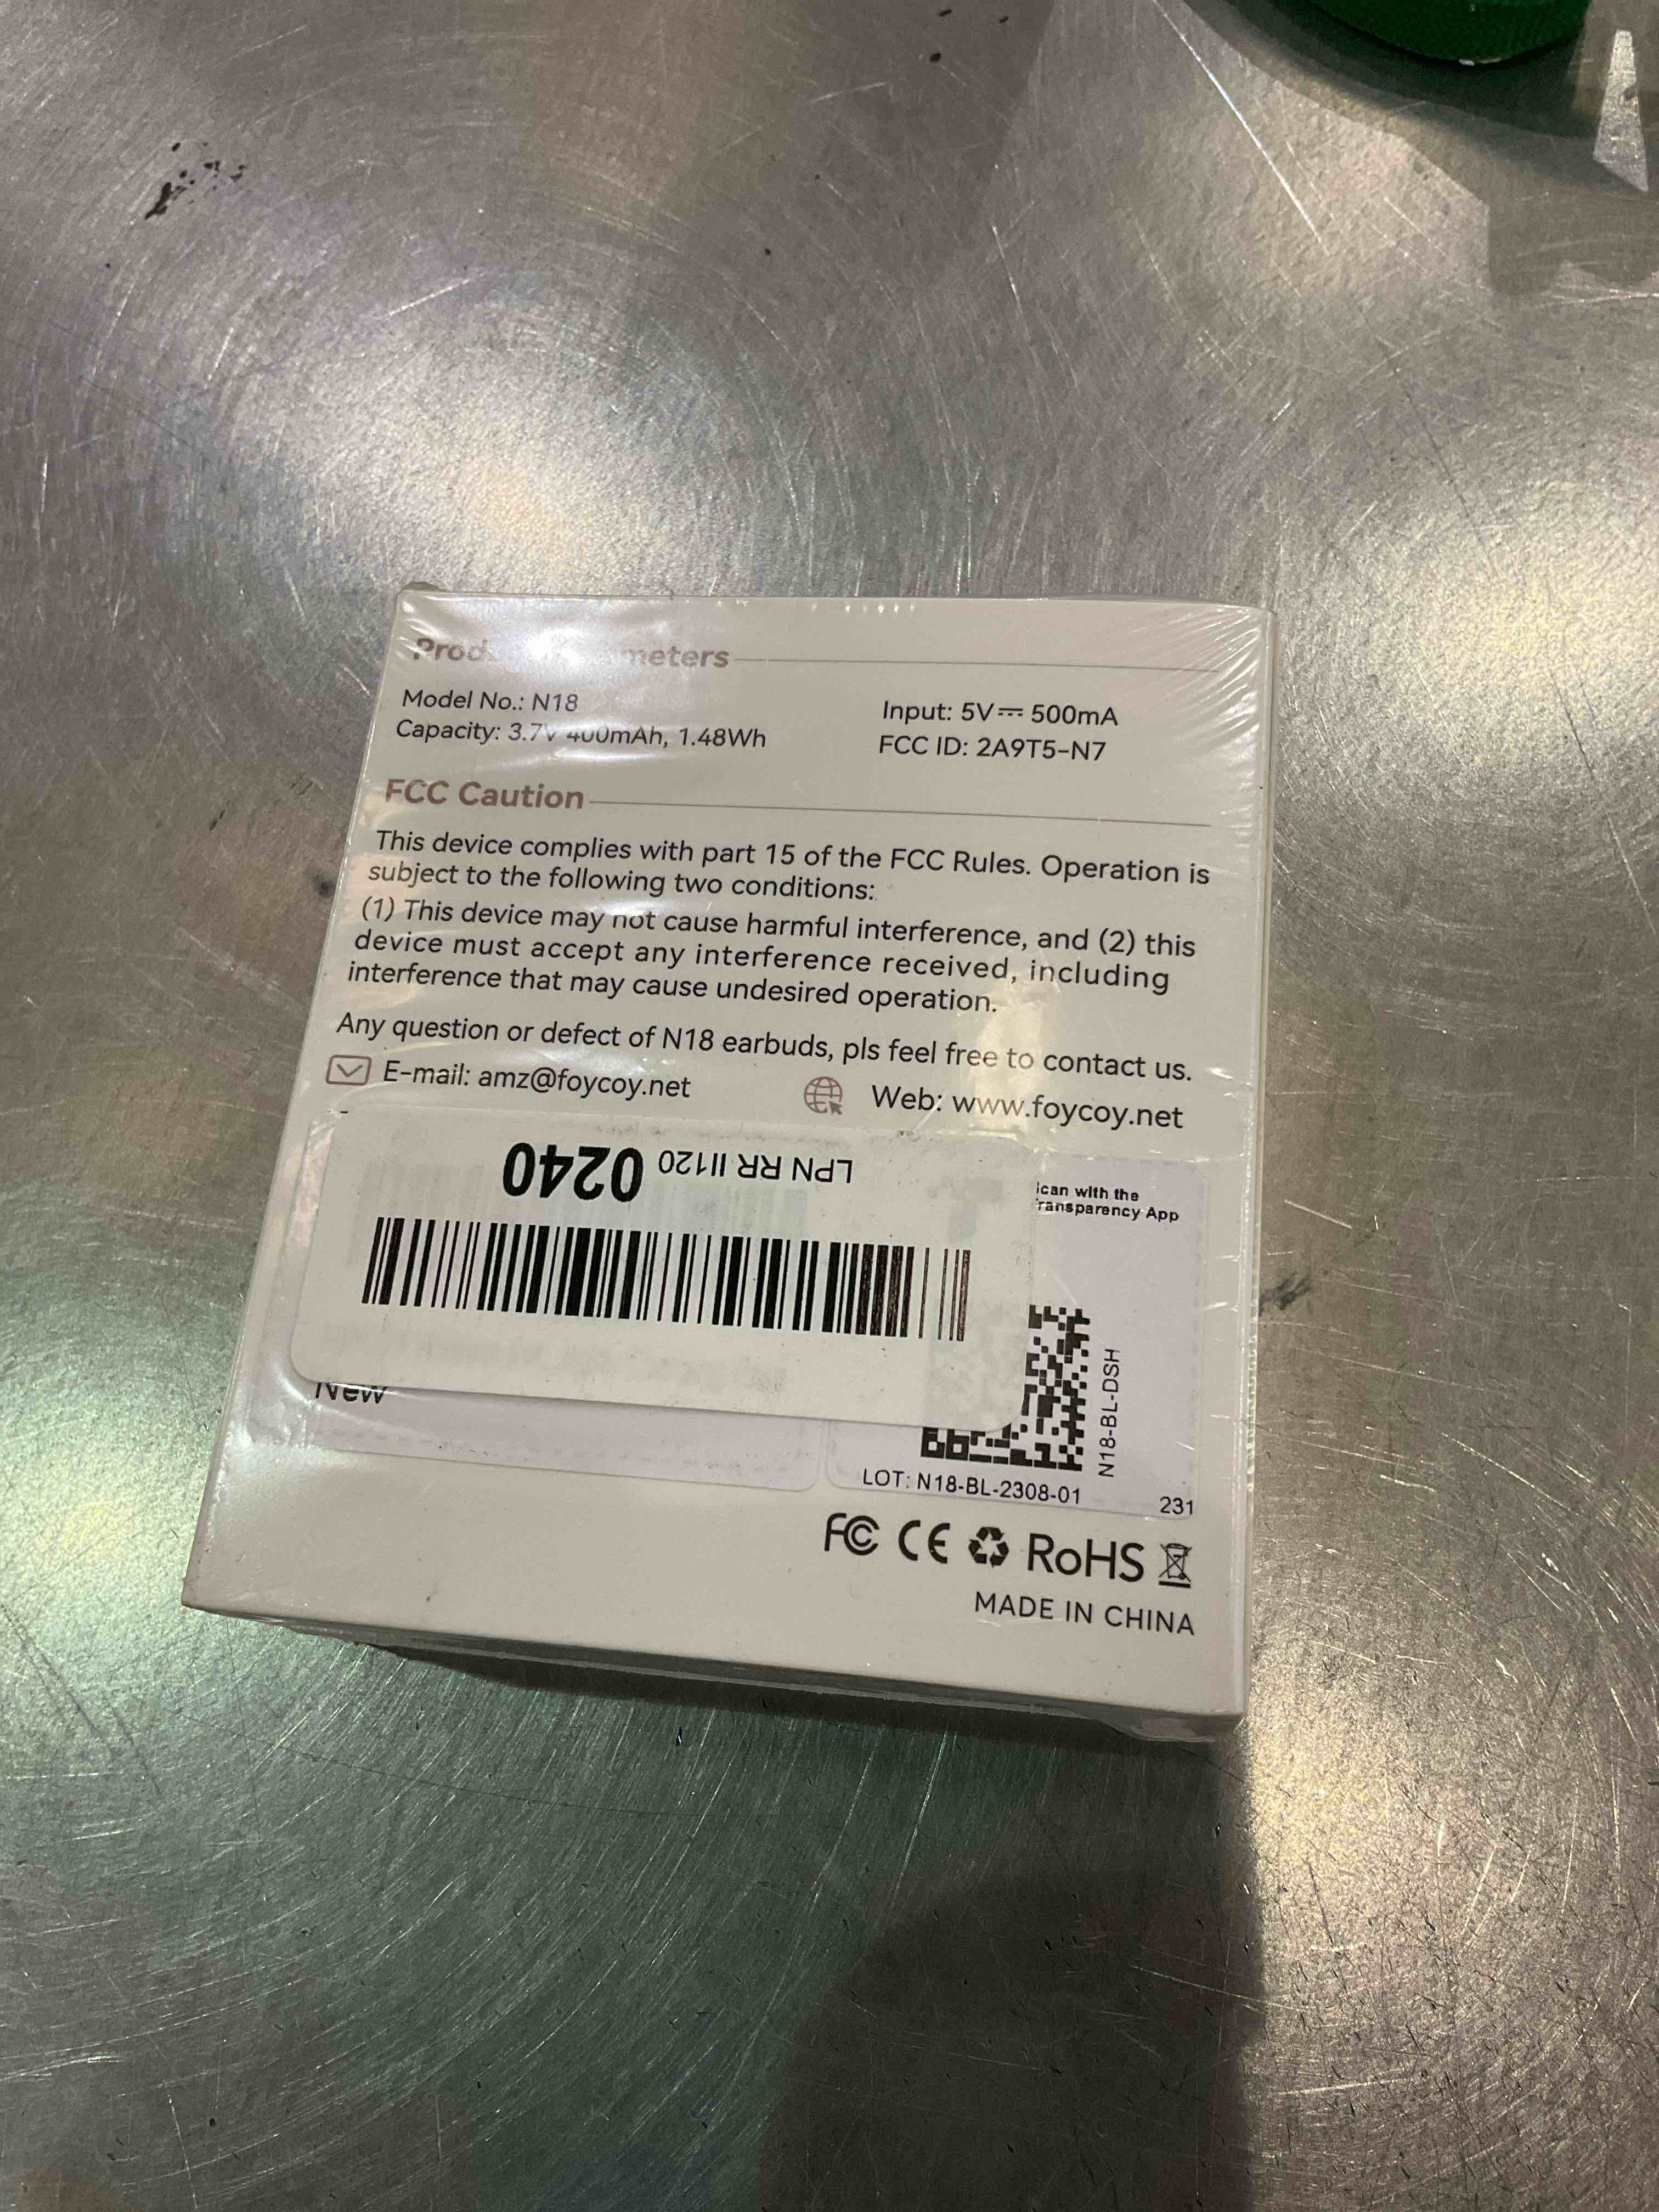 meters
Model No.: N18
Input: 5V⎓500mA
Capacity: 3.7V 400mAh, 1.48Wh
FCC ID: 2A9T5-N7
FCC Caution
This device complies with part 15 of the FCC Rules. Operation is
subject to the following two conditions:
(1) This device may not cause harmful interference, and (2) this
device must accept any interference received, including
interference that may cause undesired operation.
Any question or defect of N18 earbuds, pls feel free to contact us.
E-mail: amz@foycoy.net
Web: www.foycoy.net
LPN RR II120 0240
ican with the
ransparency App
New
N18-BL-DSH
LOT: N18-BL-2308-01
231
FC CE RoHS
MADE IN CHINA